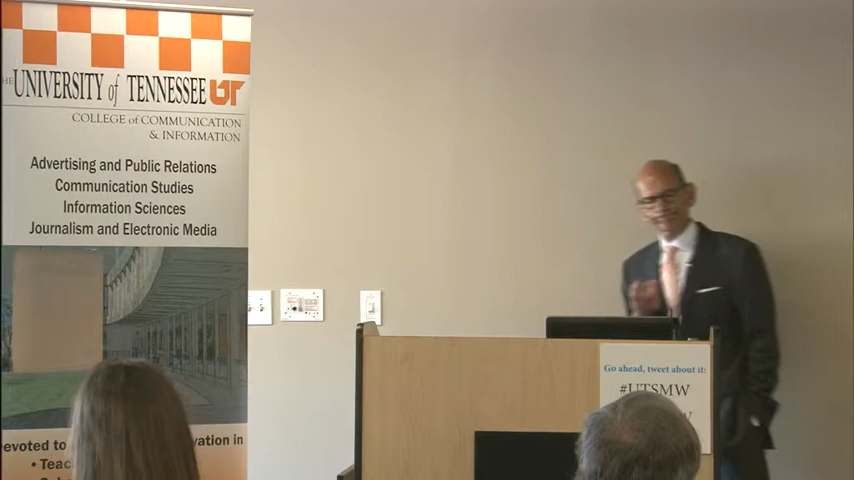 THE UNIVERSITY of TENNESSEE UT
COLLEGE of COMMUNICATION
& INFORMATION
Advertising and Public Relations
Communication Studies
Information Sciences
Journalism and Electronic Media
evoted to
vation in
• Teac
Go ahead, tweet about it:
#UTSMW